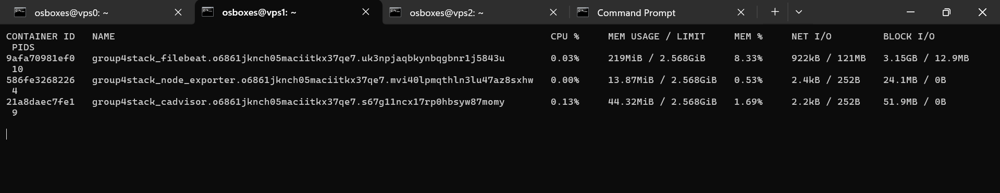 osboxes@vps0: ~ osboxes@vps1: ~ osboxes@vps2: ~ Command Prompt
CONTAINER ID NAME CPU % MEM USAGE / LIMIT MEM % NET I/O BLOCK I/O
PIDS
9afa70981ef0 group4stack_filebeat.o6861jknch05maciitkx37qe7.uk3npjaqbkynbqgbnr1j5843u 0.03% 219MiB / 2.568GiB 8.33% 922kB / 121MB 3.15GB / 12.9MB
10
586fe3268226 group4stack_node_exporter.o6861jknch05maciitkx37qe7.mvi40lpmqthln3lu47az8sxhw 0.00% 13.87MiB / 2.568GiB 0.53% 2.4kB / 252B 24.1MB / 0B
4
21a8daec7fe1 group4stack_cadvisor.o6861jknch05maciitkx37qe7.s67g11ncx17rp0hbsyw87momy 0.13% 44.32MiB / 2.568GiB 1.69% 2.2kB / 252B 51.9MB / 0B
9